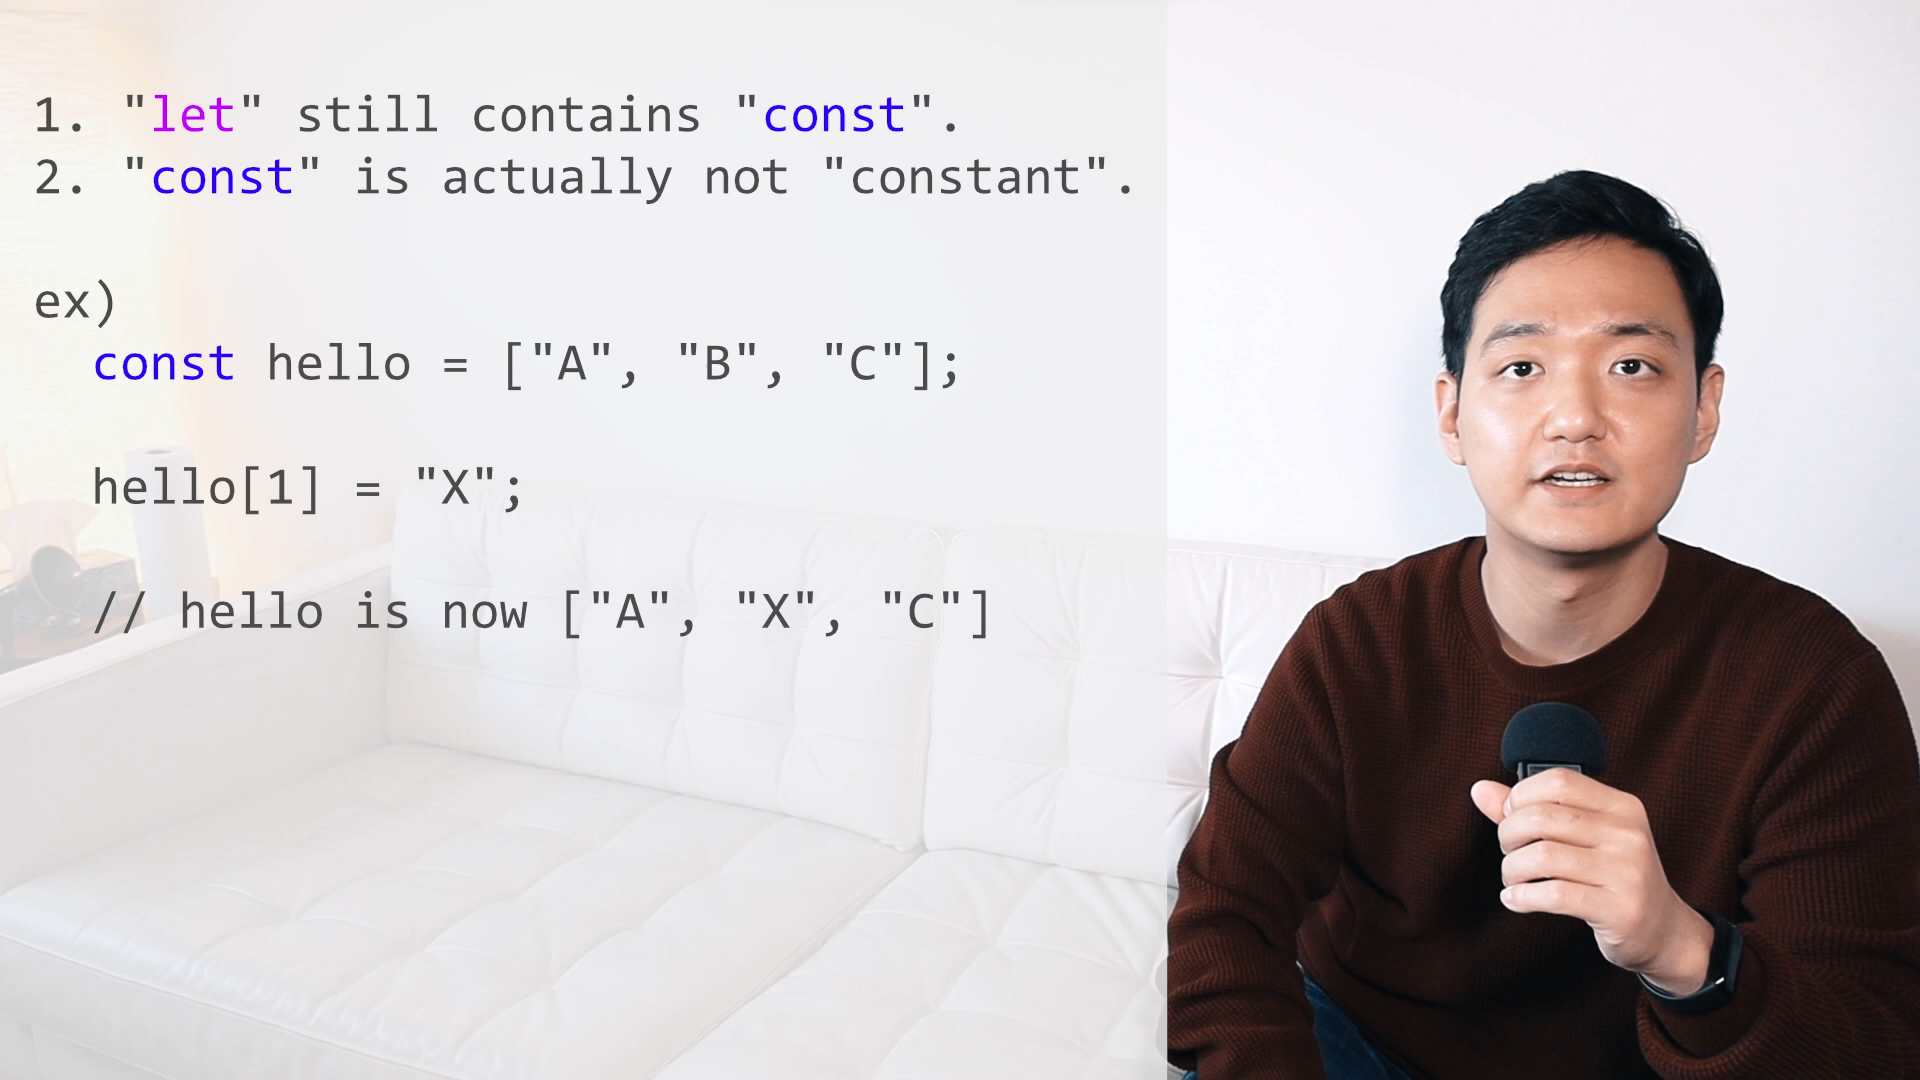 1. "let" still contains "const".
2. "const" is actually not "constant".
ex)
const hello = ["A", "B", "C"];
hello[1] = "X";
// hello is now ["A", "X", "C"]